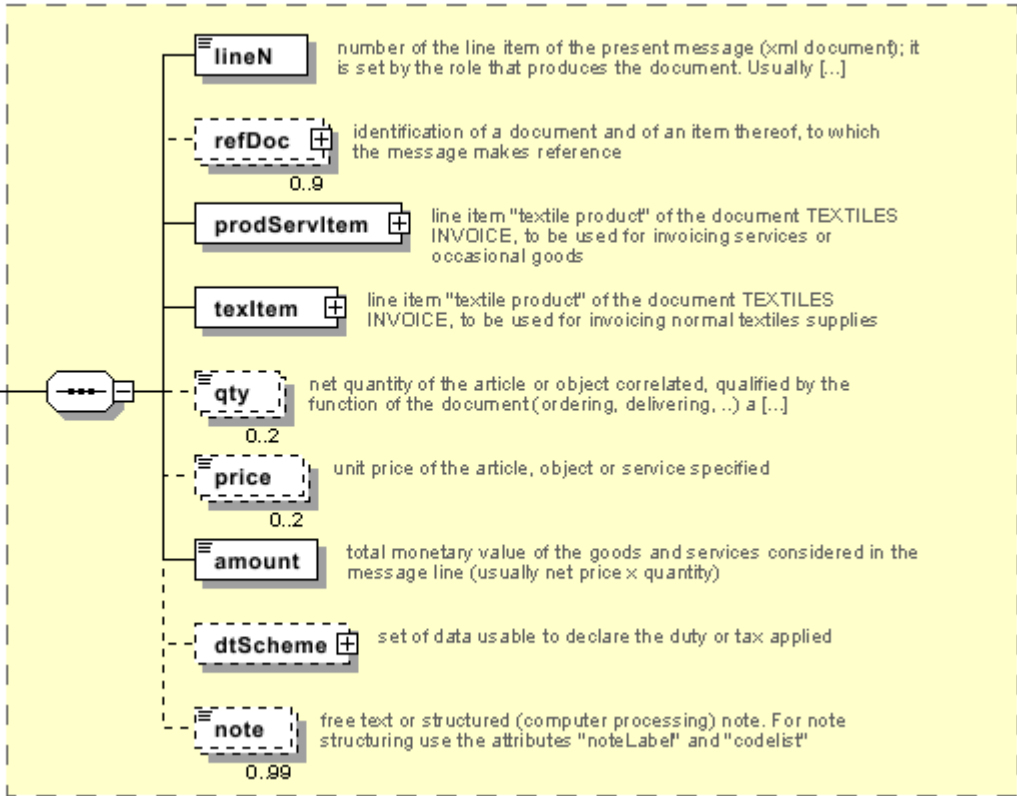 lineN
number of the line item of the present message (xml document); it
is set by the role that produces the document. Usually [...]
refDoc
0..9
identification of a document and of an item thereof, to which
the message makes reference
prodServItem
line item "textile product" of the document TEXTILES
INVOICE, to be used for invoicing services or
occasional goods
texItem
line item "textile product" of the document TEXTILES
INVOICE, to be used for invoicing normal textiles supplies
qty
0..2
net quantity of the article or object correlated, qualified by the
function of the document (ordering, delivering, ..) a [...]
price
0..2
unit price of the article, object or service specified
amount
total monetary value of the goods and services considered in the
message line (usually net price x quantity)
dtScheme
set of data usable to declare the duty or tax applied
note
0..99
free text or structured (computer processing) note. For note
structuring use the attributes "noteLabel" and "codelist"